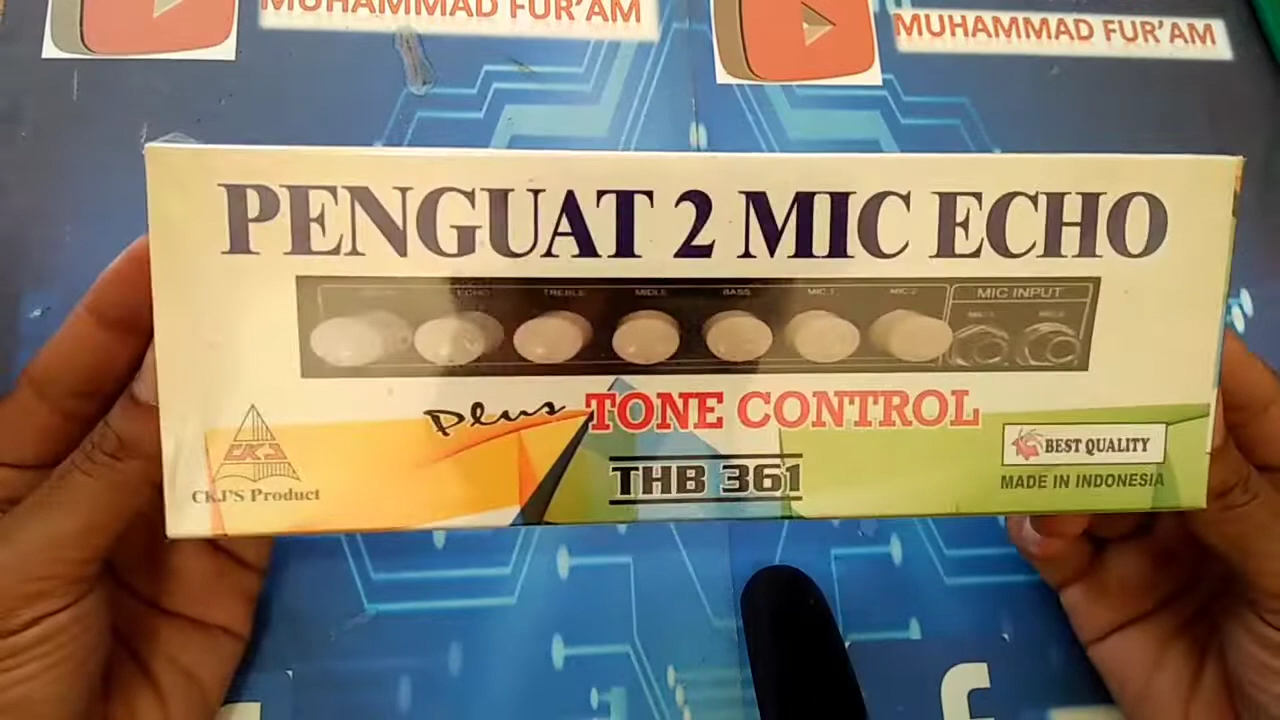 MUHAMMAD FUR'AM
MUHAMMAD FUR'AM
PENGUAT 2 MIC ECHO
ECHO TREBLE MIDLE BASS MIC 1 MIC 2 MIC INPUT
Plus TONE CONTROL
THB 361
CKJ'S
CKJ'S Product
BEST QUALITY
MADE IN INDONESIA
f